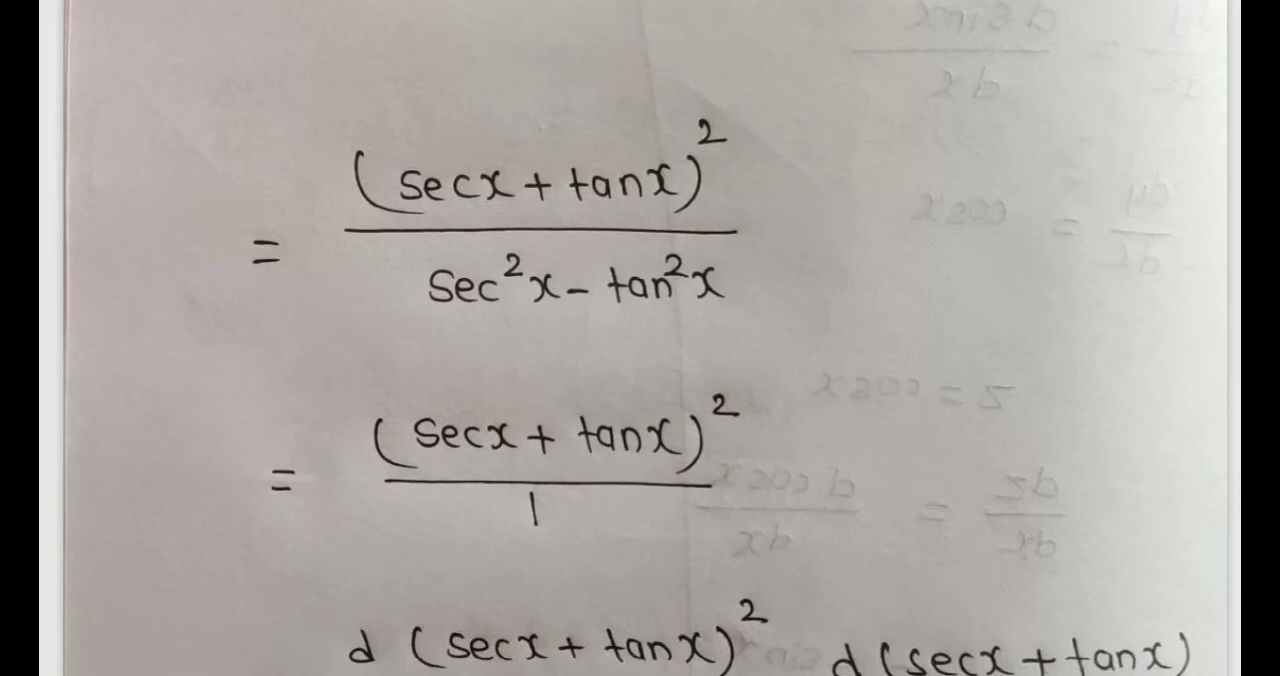 = (secx + tanx)² / sec²x - tan²x
= (secx + tanx)² / 1
d (secx + tanx)² d (secx + tanx)